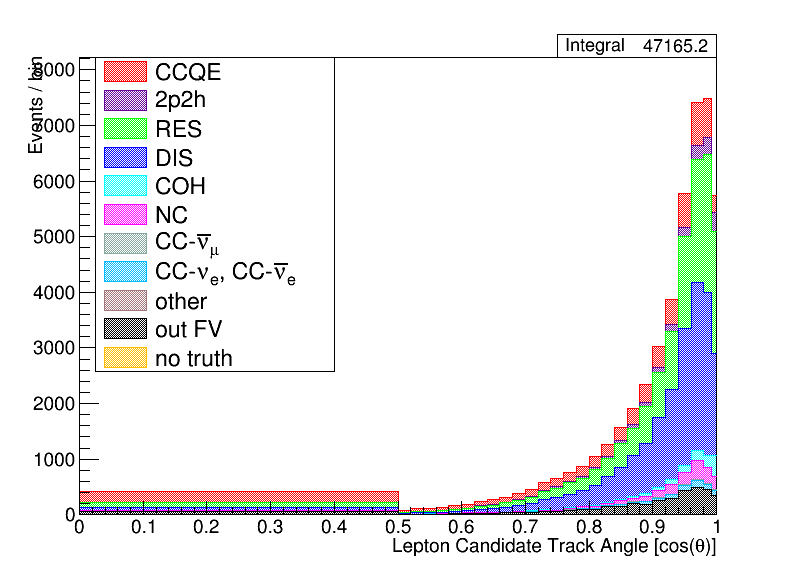 Integral 47165.2
Events / bin
8000
7000
6000
5000
4000
3000
2000
1000
0
CCQE
2p2h
RES
DIS
COH
NC
CC-ν̅μ
CC-νe, CC-ν̅e
other
out FV
no truth
0 0.1 0.2 0.3 0.4 0.5 0.6 0.7 0.8 0.9 1
Lepton Candidate Track Angle [cos(θ)]